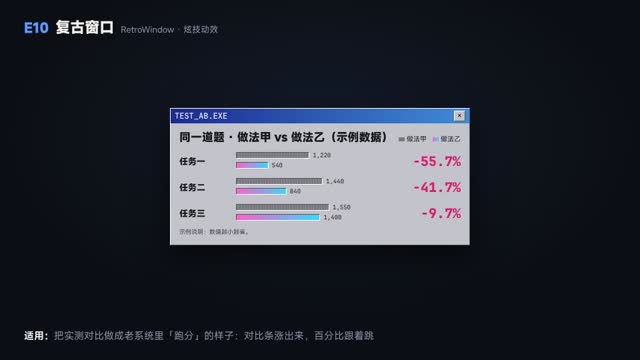 E10 复古窗口 RetroWindow · 炫技动效
TEST_AB.EXE ×
同一道题 · 做法甲 vs 做法乙（示例数据） 做法甲 做法乙
任务一 1,220 540 -55.7%
任务二 1,440 840 -41.7%
任务三 1,550 1,400 -9.7%
示例说明：数值越小越省。
适用：把实测对比做成老系统里「跑分」的样子：对比条涨出来，百分比跟着跳